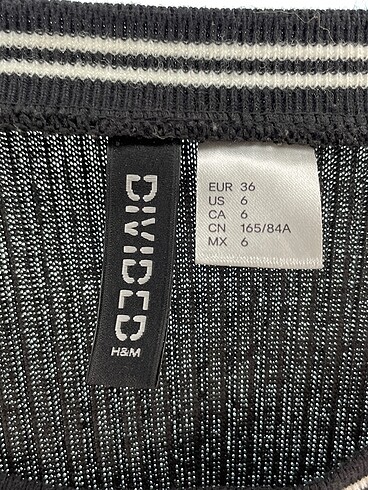 DIVIDED
H&M
EUR 36
US 6
CA 6
CN 165/84A
MX 6